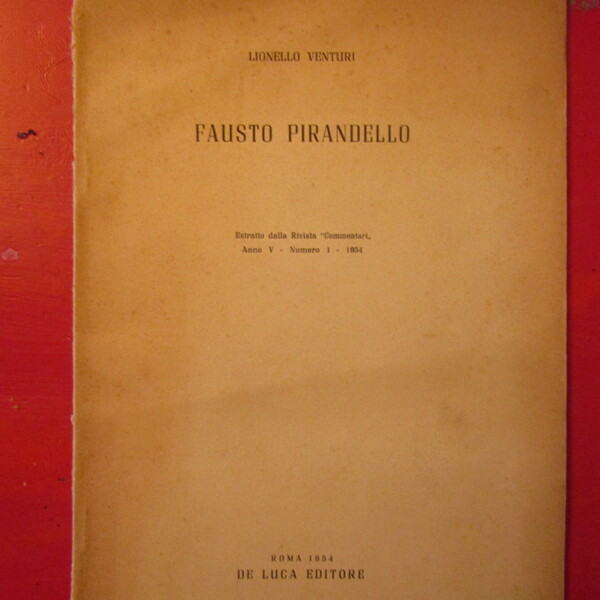 LIONELLO VENTURI
FAUSTO PIRANDELLO
Estratto dalla Rivista "Commentari„
Anno V - Numero 1 - 1954
ROMA 1954
DE LUCA EDITORE